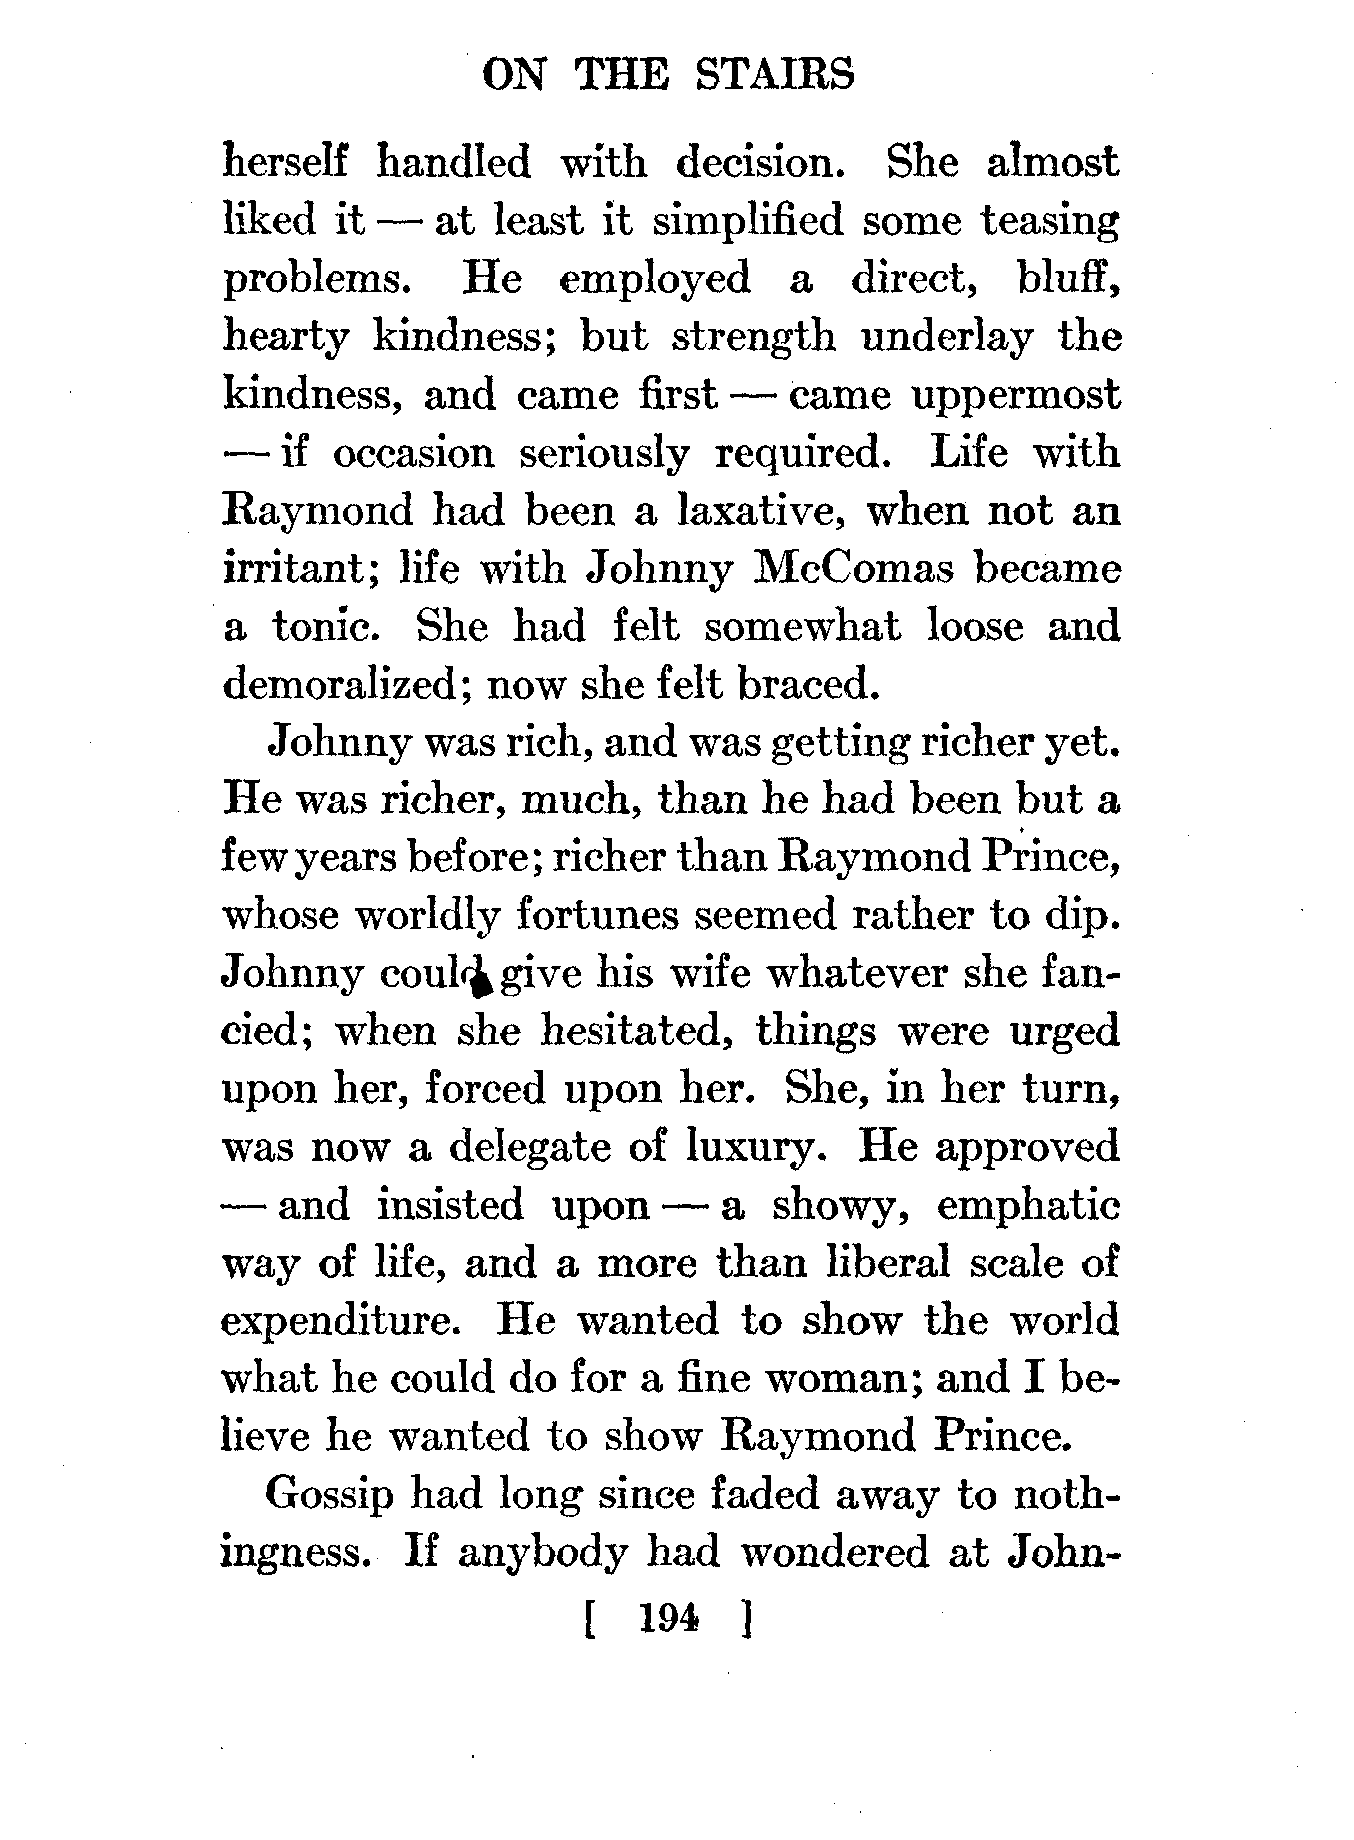 ON THE STAIRS
herself handled with decision. She almost
liked it — at least it simplified some teasing
problems. He employed a direct, bluff,
hearty kindness; but strength underlay the
kindness, and came first — came uppermost
— if occasion seriously required. Life with
Raymond had been a laxative, when not an
irritant; life with Johnny McComas became
a tonic. She had felt somewhat loose and
demoralized; now she felt braced.
Johnny was rich, and was getting richer yet.
He was richer, much, than he had been but a
few years before; richer than Raymond Prince,
whose worldly fortunes seemed rather to dip.
Johnny could give his wife whatever she fan-
cied; when she hesitated, things were urged
upon her, forced upon her. She, in her turn,
was now a delegate of luxury. He approved
— and insisted upon — a showy, emphatic
way of life, and a more than liberal scale of
expenditure. He wanted to show the world
what he could do for a fine woman; and I be-
lieve he wanted to show Raymond Prince.
Gossip had long since faded away to noth-
ingness. If anybody had wondered at John-
[ 194 ]